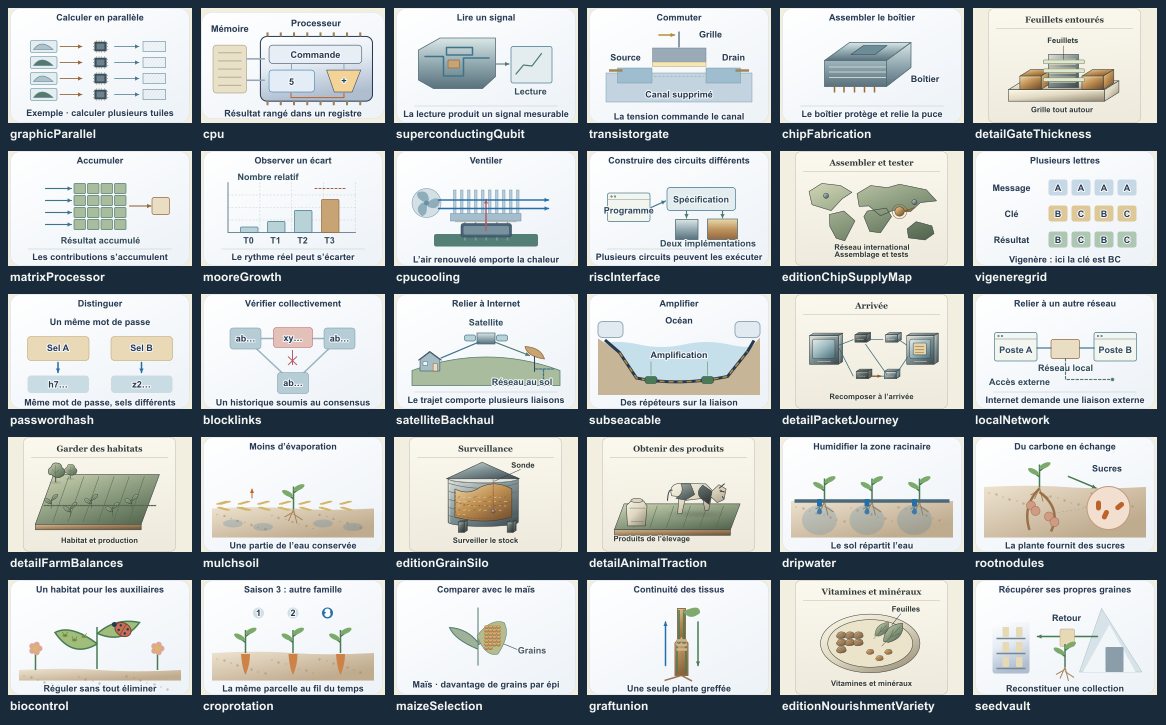 Calculer en parallèle
Exemple · calculer plusieurs tuiles
graphicParallel
Processeur
Mémoire
Commande
5
+
Résultat rangé dans un registre
cpu
Lire un signal
Lecture
La lecture produit un signal mesurable
superconductingQubit
Commuter
Grille
Source
Drain
Canal supprimé
La tension commande le canal
transistorgate
Assembler le boîtier
Boîtier
Le boîtier protège et relie la puce
chipFabrication
Feuillets entourés
Feuillets
Grille tout autour
detailGateThickness
Accumuler
Résultat accumulé
Les contributions s'accumulent
matrixProcessor
Observer un écart
Nombre relatif
T0 T1 T2 T3
Le rythme réel peut s'écarter
mooreGrowth
Ventiler
L'air renouvelé emporte la chaleur
cpucooling
Construire des circuits différents
Programme
Spécification
Deux implémentations
Plusieurs circuits peuvent les exécuter
riscInterface
Assembler et tester
Réseau international
Assemblage et tests
editionChipSupplyMap
Plusieurs lettres
Message A A A A
Clé B C B C
Résultat B C B C
Vigenère : ici la clé est BC
vigeneregrid
Distinguer
Un même mot de passe
Sel A Sel B
h7... z2...
Même mot de passe, sels différents
passwordhash
Vérifier collectivement
ab... xy... ab...
ab...
Un historique soumis au consensus
blocklinks
Relier à Internet
Satellite
Réseau au sol
Le trajet comporte plusieurs liaisons
satelliteBackhaul
Amplifier
Océan
Amplification
Des répéteurs sur la liaison
subseacable
Arrivée
Recomposer à l'arrivée
detailPacketJourney
Relier à un autre réseau
Poste A Poste B
Réseau local
Accès externe
Internet demande une liaison externe
localNetwork
Garder des habitats
Habitat et production
detailFarmBalances
Moins d'évaporation
Une partie de l'eau conservée
mulchsoil
Surveillance
Sonde
Surveiller le stock
editionGrainSilo
Obtenir des produits
Produits de l'élevage
detailAnimalTraction
Humidifier la zone racinaire
Le sol répartit l'eau
dripwater
Du carbone en échange
Sucres
La plante fournit des sucres
rootnodules
Un habitat pour les auxiliaires
Réguler sans tout éliminer
biocontrol
Saison 3 : autre famille
1 2 3
La même parcelle au fil du temps
croprotation
Comparer avec le maïs
Grains
Maïs · davantage de grains par épi
maizeSelection
Continuité des tissus
Une seule plante greffée
graftunion
Vitamines et minéraux
Feuilles
Vitamines et minéraux
editionNourishmentVariety
Récupérer ses propres graines
Retour
Reconstituer une collection
seedvault